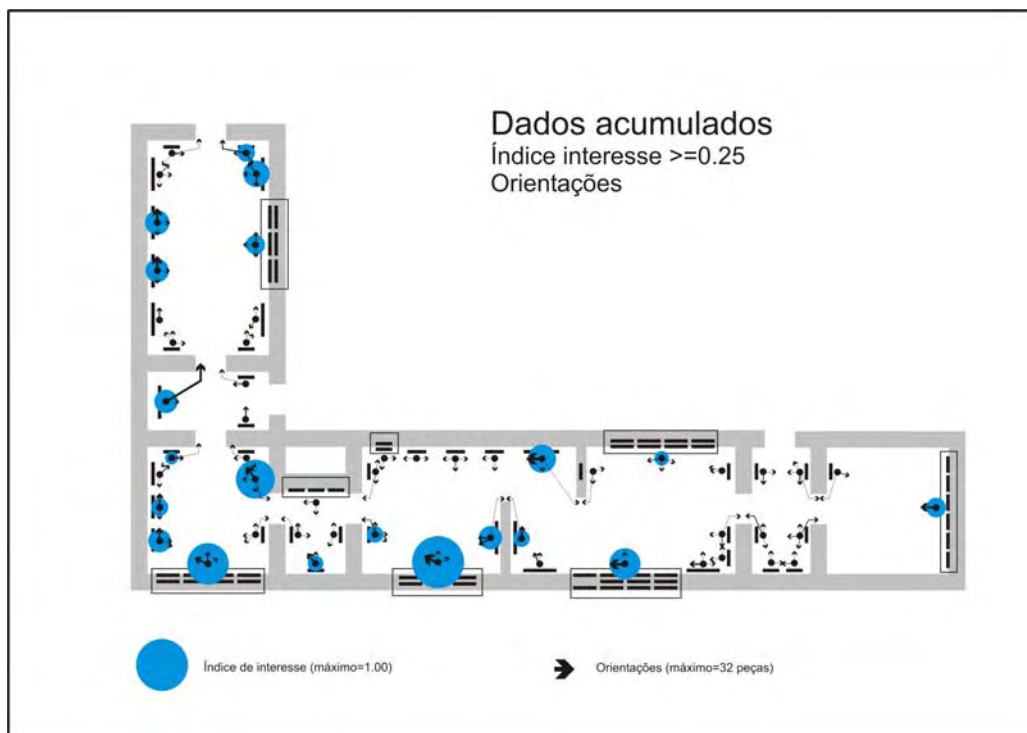 Dados acumulados
Índice interesse >=0.25
Orientações
Índice de interesse (máximo=1.00)
Orientações (máximo=32 peças)